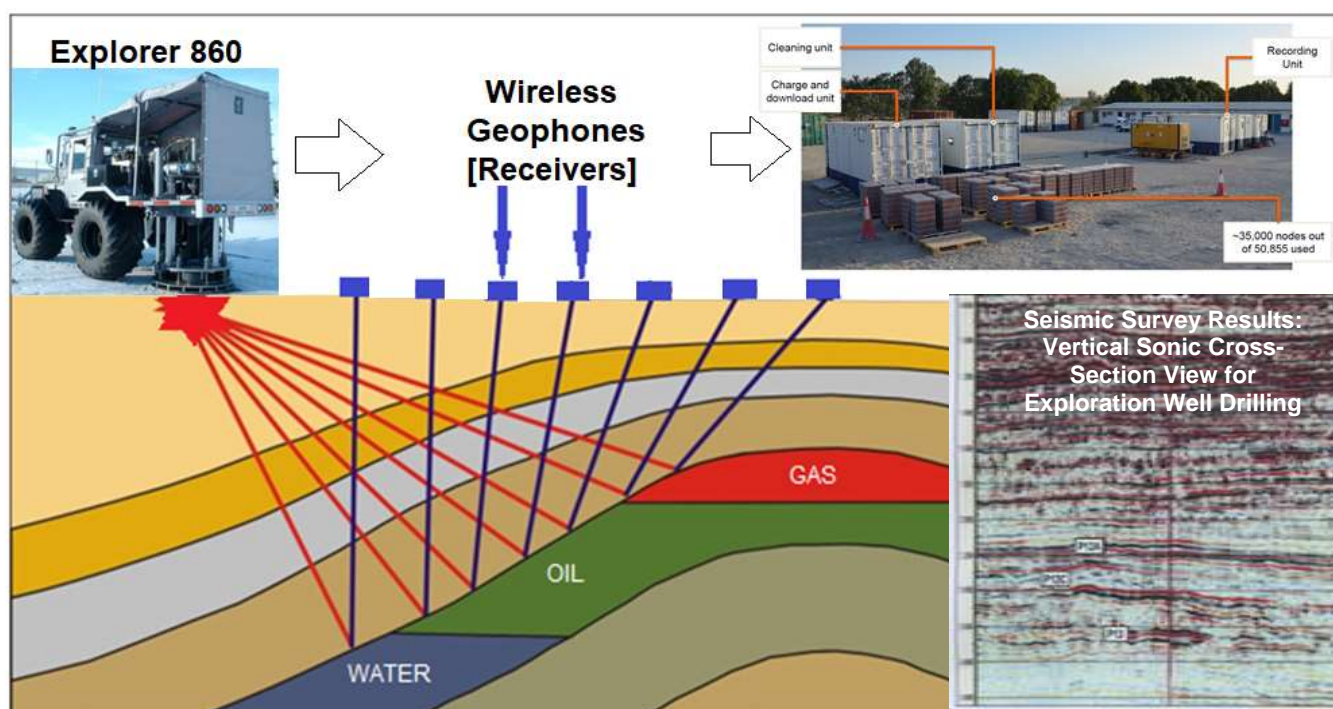 Explorer 860
Wireless
Geophones
[Receivers]
Cleaning unit
Charge and
download unit
Recording
Unit
~35,000 nodes out
of 50,855 used
Seismic Survey Results:
Vertical Sonic Cross-
Section View for
Exploration Well Drilling
GAS
OIL
WATER